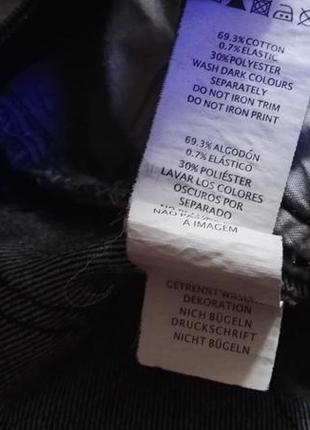 69.3%COTTON
0.7%ELASTIC
30%POLYESTER
WASH DARK COLOURS
SEPARATELY
DO NOT IRON TRIM
DO NOT IRON PRINT
69.3% ALGODÓN
0.7% ELÁSTICO
30% POLIÉSTER
LAVAR LOS COLORES
OSCUROS POR
SEPARADO
A IMAGEM
GETRENNT
DEKORATION
NICH BÜGELN
DRUCKSCHRIFT
NICHT BÜGELN